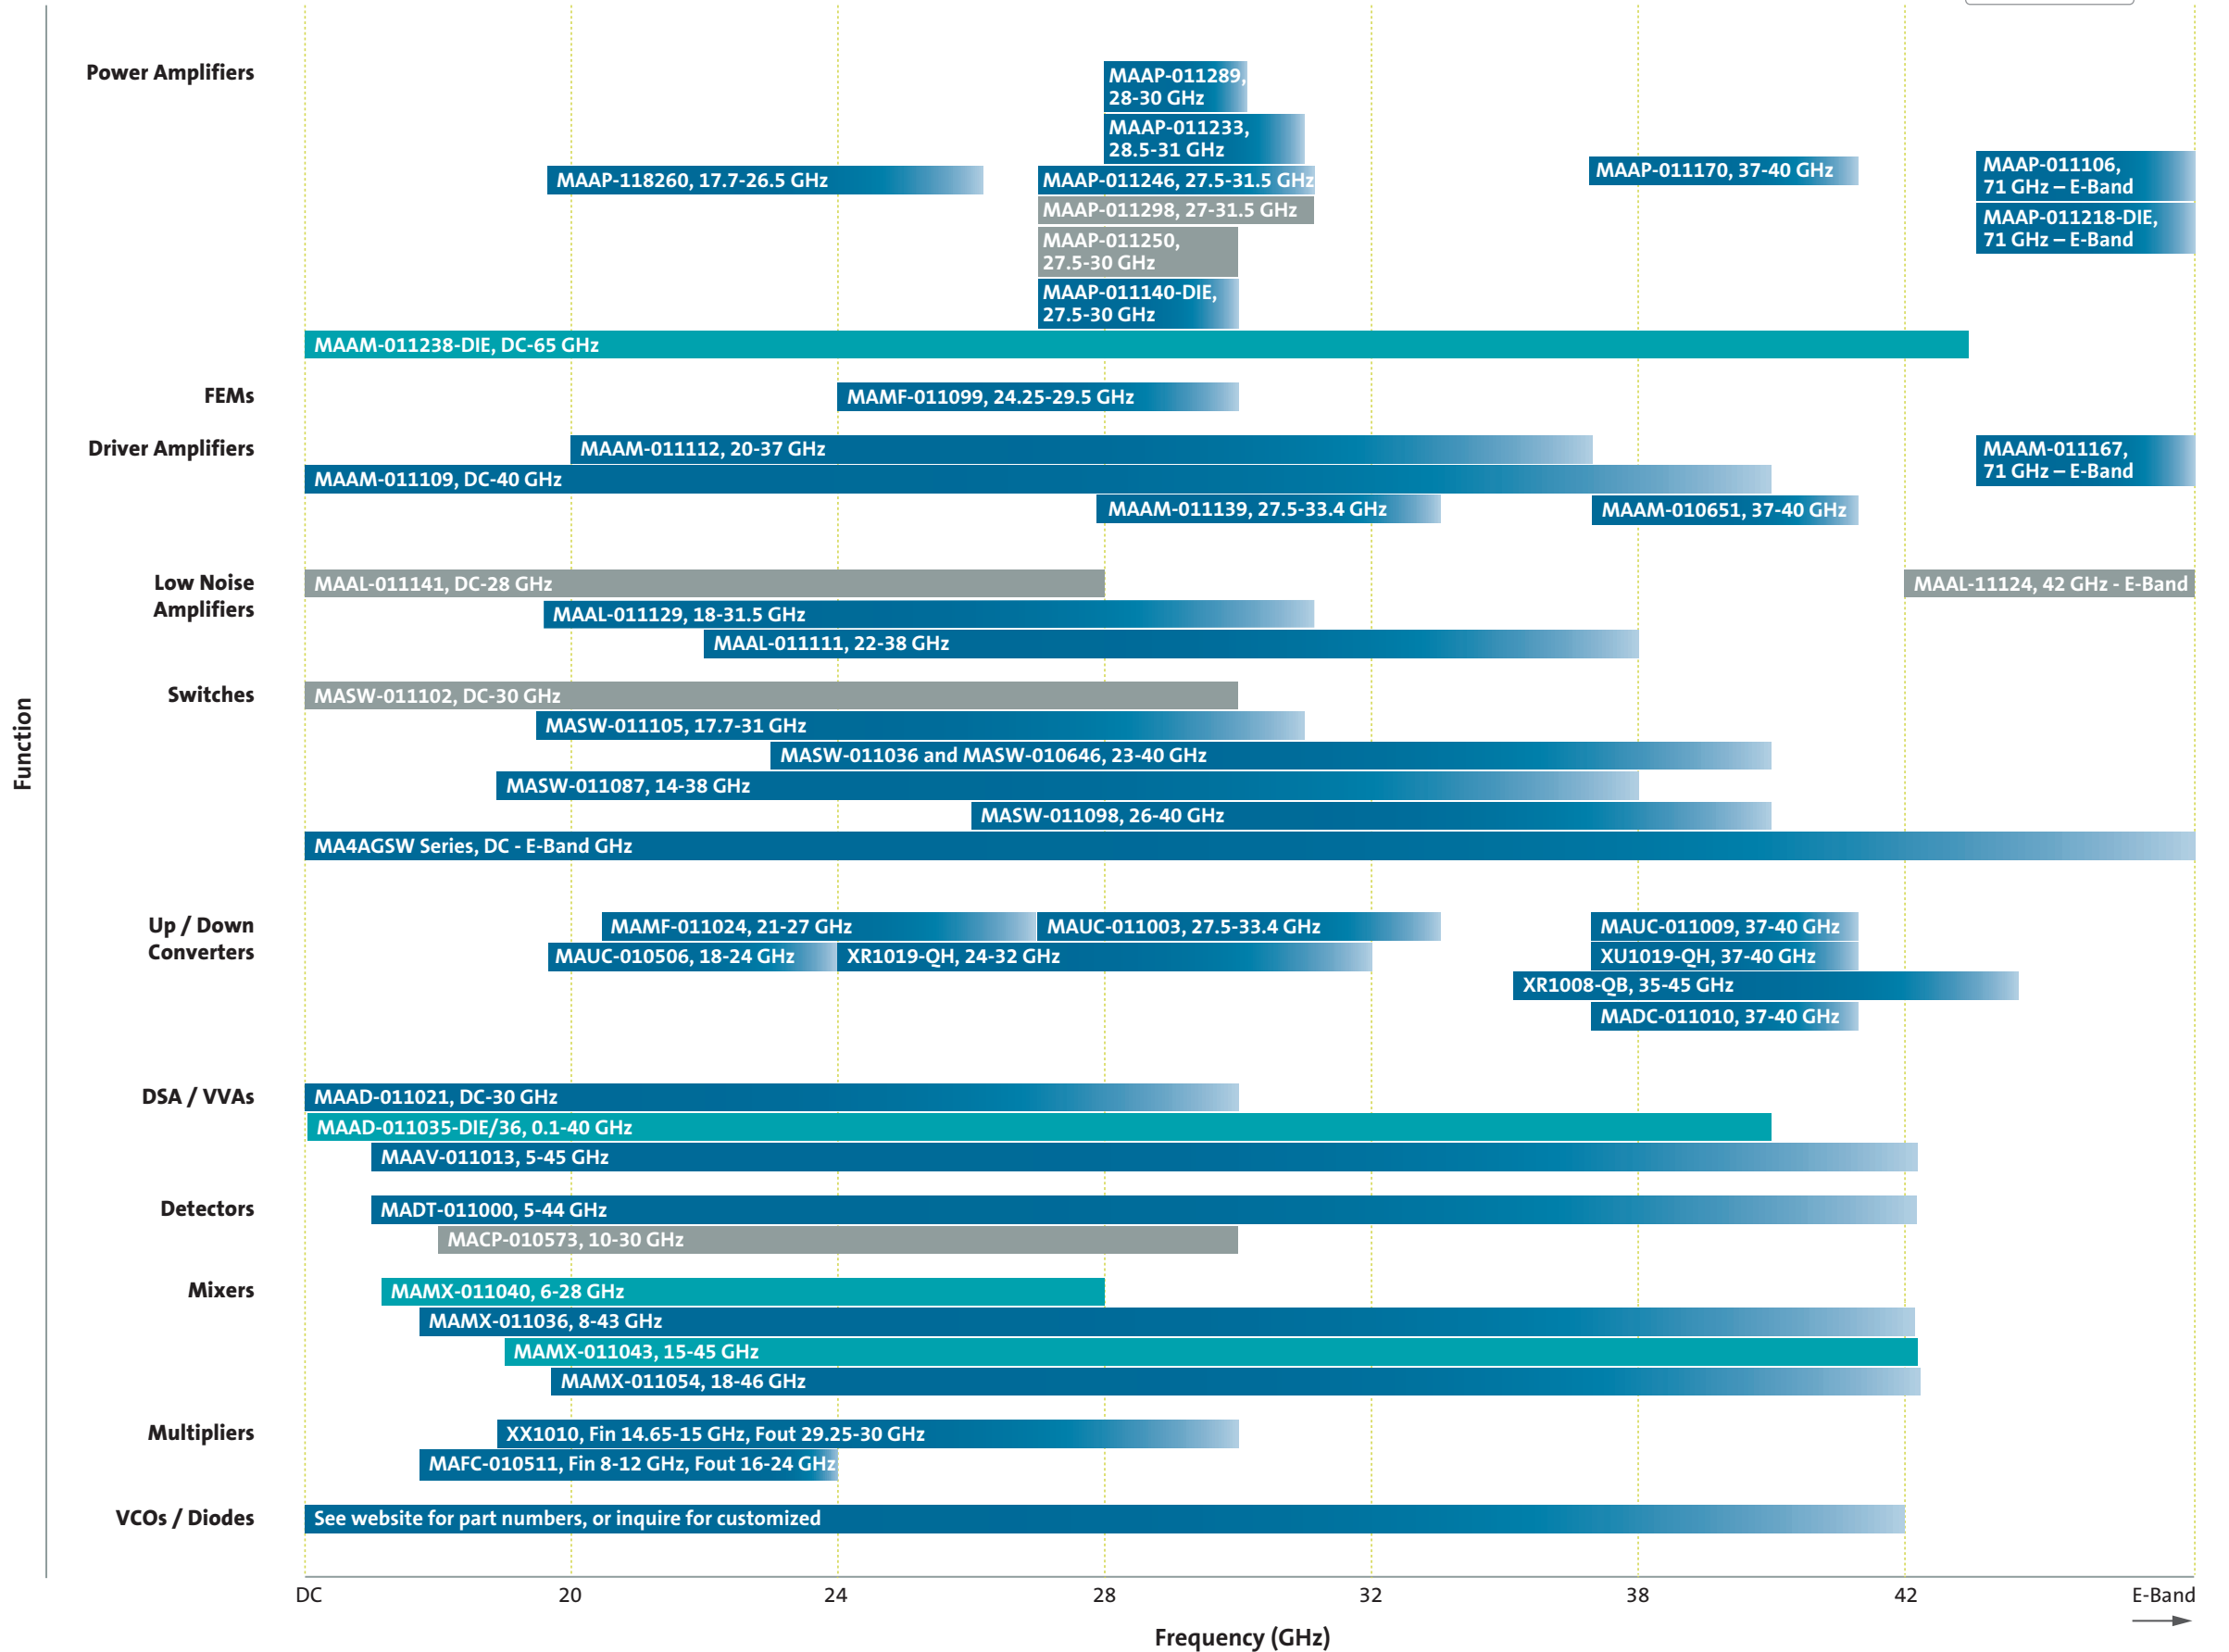 Function
Power Amplifiers
MAAP-011289,
28-30 GHz
MAAP-011233,
28.5-31 GHz
MAAP-118260, 17.7-26.5 GHz
MAAP-011246, 27.5-31.5 GHz
MAAP-011170, 37-40 GHz
MAAP-011106,
71 GHz – E-Band
MAAP-011298, 27-31.5 GHz
MAAP-011218-DIE,
71 GHz – E-Band
MAAP-011250,
27.5-30 GHz
MAAP-011140-DIE,
27.5-30 GHz
MAAM-011238-DIE, DC-65 GHz
FEMs
MAMF-011099, 24.25-29.5 GHz
Driver Amplifiers
MAAM-011112, 20-37 GHz
MAAM-011167,
71 GHz – E-Band
MAAM-011109, DC-40 GHz
MAAM-011139, 27.5-33.4 GHz
MAAM-010651, 37-40 GHz
Low Noise
Amplifiers
MAAL-011141, DC-28 GHz
MAAL-11124, 42 GHz - E-Band
MAAL-011129, 18-31.5 GHz
MAAL-011111, 22-38 GHz
Switches
MASW-011102, DC-30 GHz
MASW-011105, 17.7-31 GHz
MASW-011036 and MASW-010646, 23-40 GHz
MASW-011087, 14-38 GHz
MASW-011098, 26-40 GHz
MA4AGSW Series, DC - E-Band GHz
Up / Down
Converters
MAMF-011024, 21-27 GHz
MAUC-011003, 27.5-33.4 GHz
MAUC-011009, 37-40 GHz
MAUC-010506, 18-24 GHz
XR1019-QH, 24-32 GHz
XU1019-QH, 37-40 GHz
XR1008-QB, 35-45 GHz
MADC-011010, 37-40 GHz
DSA / VVAs
MAAD-011021, DC-30 GHz
MAAD-011035-DIE/36, 0.1-40 GHz
MAAV-011013, 5-45 GHz
Detectors
MADT-011000, 5-44 GHz
MACP-010573, 10-30 GHz
Mixers
MAMX-011040, 6-28 GHz
MAMX-011036, 8-43 GHz
MAMX-011043, 15-45 GHz
MAMX-011054, 18-46 GHz
Multipliers
XX1010, Fin 14.65-15 GHz, Fout 29.25-30 GHz
MAFC-010511, Fin 8-12 GHz, Fout 16-24 GHz
VCOs / Diodes
See website for part numbers, or inquire for customized
DC 20 24 28 32 38 42 E-Band
Frequency (GHz)